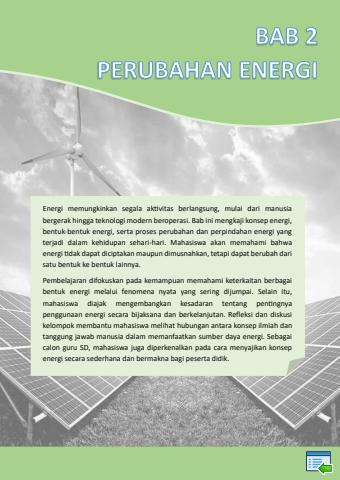 BAB 2
PERUBAHAN ENERGI
Energi memungkinkan segala aktivitas berlangsung, mulai dari manusia
bergerak hingga teknologi modern beroperasi. Bab ini mengkaji konsep energi,
bentuk-bentuk energi, serta proses perubahan dan perpindahan energi yang
terjadi dalam kehidupan sehari-hari. Mahasiswa akan memahami bahwa
energi tidak dapat diciptakan maupun dimusnahkan, tetapi dapat berubah dari
satu bentuk ke bentuk lainnya.
Pembelajaran difokuskan pada kemampuan memahami keterkaitan berbagai
bentuk energi melalui fenomena nyata yang sering dijumpai. Selain itu,
mahasiswa diajak mengembangkan kesadaran tentang pentingnya
penggunaan energi secara bijaksana dan berkelanjutan. Refleksi dan diskusi
kelompok membantu mahasiswa melihat hubungan antara konsep ilmiah dan
tanggung jawab manusia dalam memanfaatkan sumber daya energi. Sebagai
calon guru SD, mahasiswa juga diperkenalkan pada cara menyajikan konsep
energi secara sederhana dan bermakna bagi peserta didik.